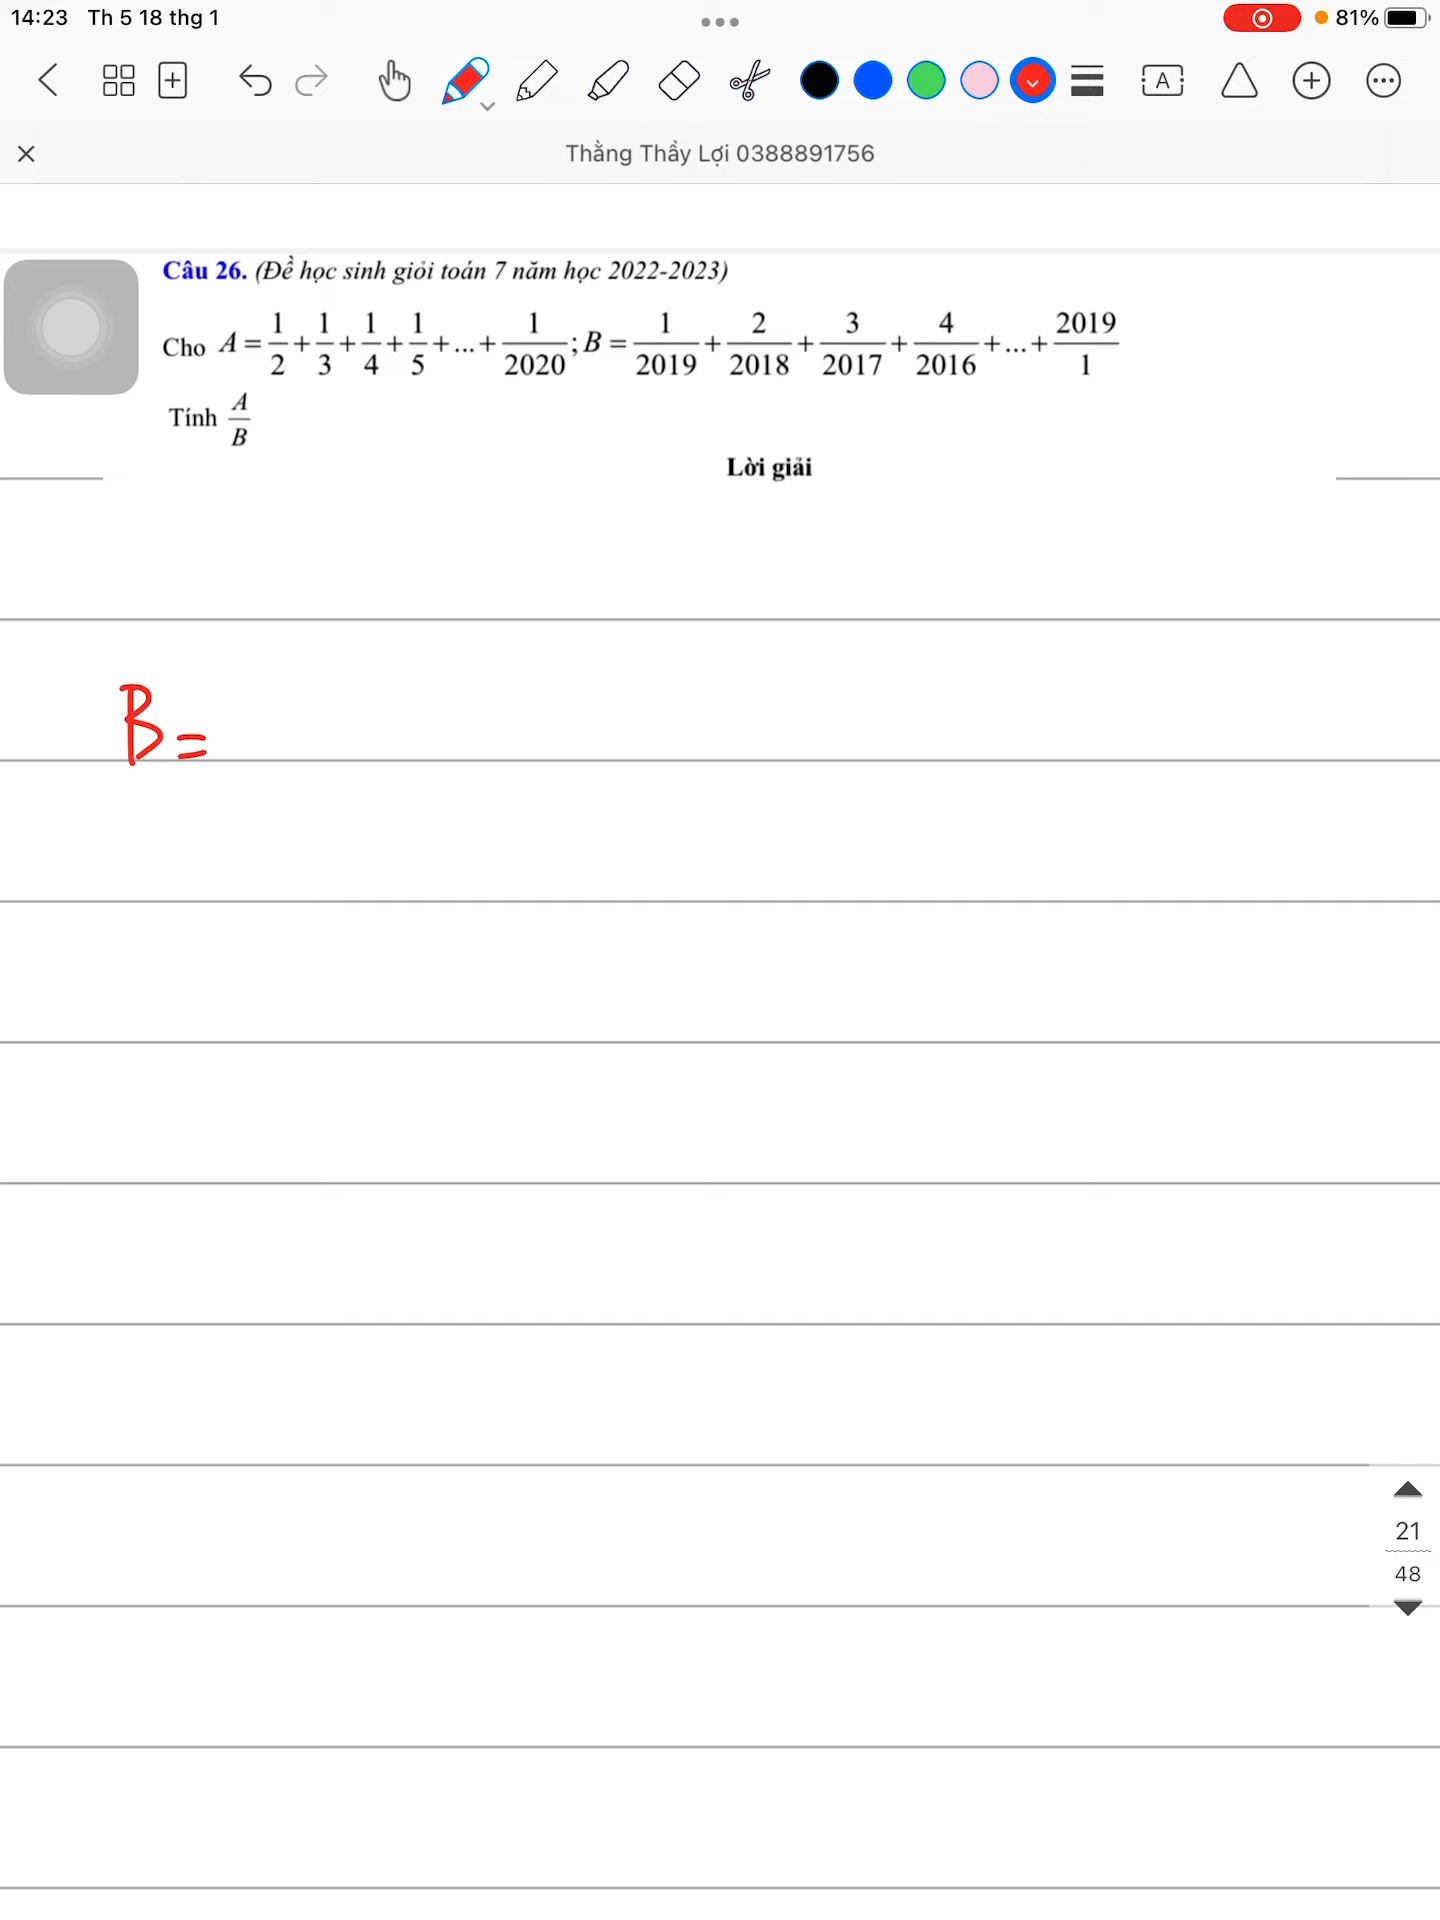 14:23 Th 5 18 thg 1 81%
A
Thằng Thầy Lợi 0388891756
Câu 26. (Đề học sinh giỏi toán 7 năm học 2022-2023)
Cho A = 1/2 + 1/3 + 1/4 + 1/5 + ... + 1/2020 ; B = 1/2019 + 2/2018 + 3/2017 + 4/2016 + ... + 2019/1
Tính A/B
Lời giải
B =
21
48